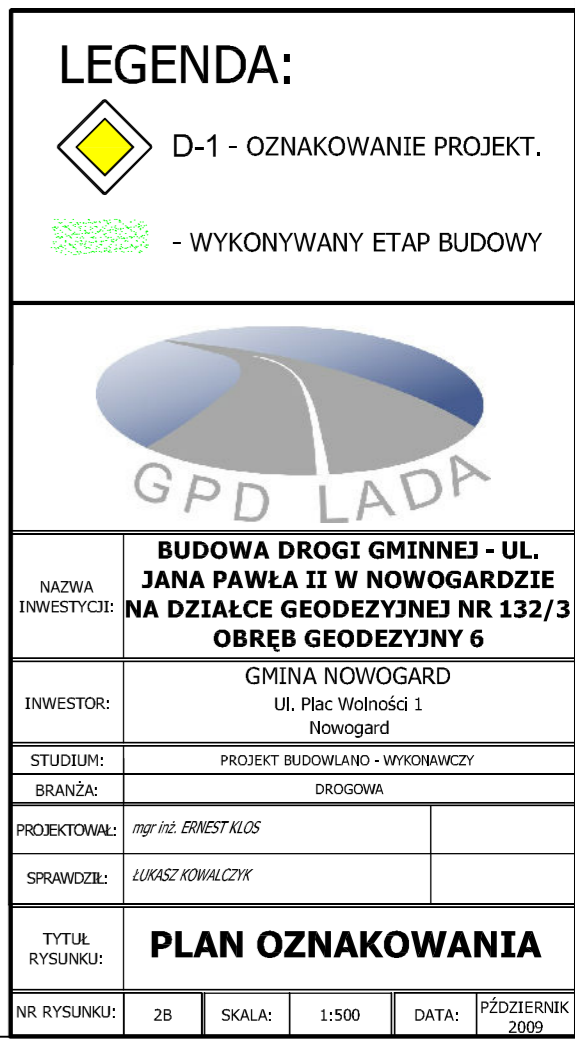 LEGENDA:
D-1 - OZNAKOWANIE PROJEKT.
- WYKONYWANY ETAP BUDOWY
GPD LADA
NAZWA
INWESTYCJI:
BUDOWA DROGI GMINNEJ - UL.
JANA PAWŁA II W NOWOGARDZIE
NA DZIAŁCE GEODEZYJNEJ NR 132/3
OBRĘB GEODEZYJNY 6
INWESTOR:
GMINA NOWOGARD
Ul. Plac Wolności 1
Nowogard
STUDIUM:
PROJEKT BUDOWLANO - WYKONAWCZY
BRANŻA:
DROGOWA
PROJEKTOWAŁ:
mgr inż. ERNEST KLOS
SPRAWDZIŁ:
ŁUKASZ KOWALCZYK
TYTUŁ
RYSUNKU:
PLAN OZNAKOWANIA
NR RYSUNKU:
2B
SKALA:
1:500
DATA:
PŹDZIERNIK
2009